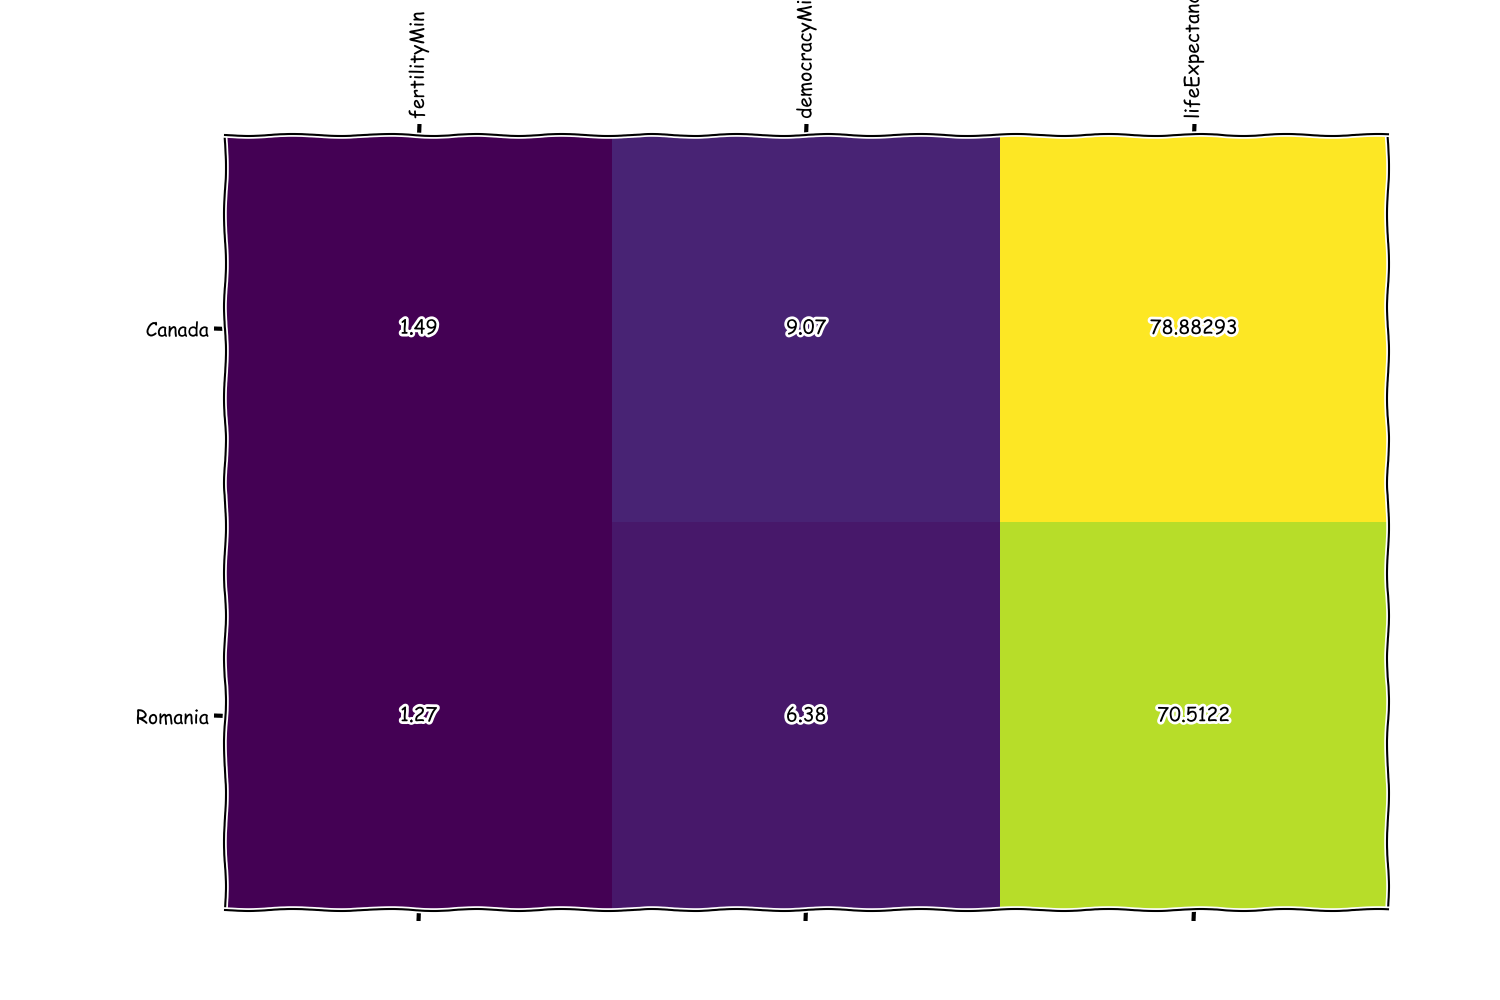 fertilityMin
democracyMi
lifeExpectanc
Canada
1.49
9.07
78.88293
Romania
1.27
6.38
70.5122